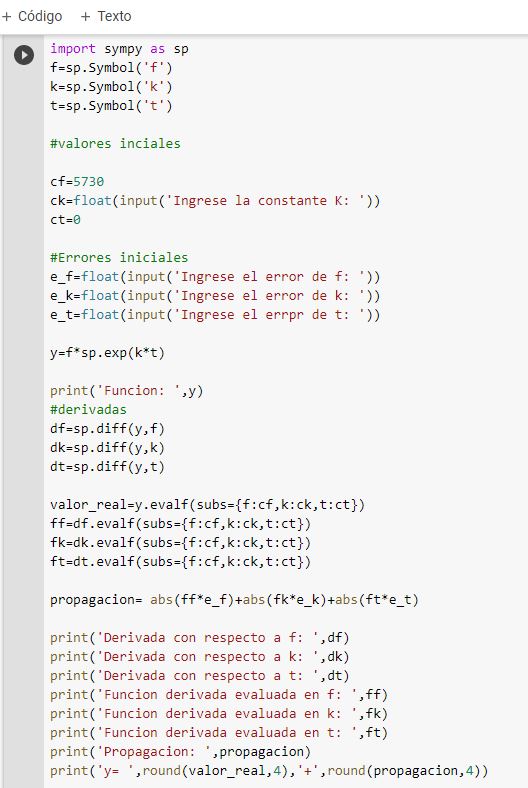 + Código + Texto
import sympy as sp
f=sp.Symbol('f')
k=sp.Symbol('k')
t=sp.Symbol('t')
#valores inciales
cf=5730
ck=float(input('Ingrese la constante K: '))
ct=0
#Errores iniciales
e_f=float(input('Ingrese el error de f: '))
e_k=float(input('Ingrese el error de k: '))
e_t=float(input('Ingrese el errpr de t: '))
y=f*sp.exp(k*t)
print('Funcion: ',y)
#derivadas
df=sp.diff(y,f)
dk=sp.diff(y,k)
dt=sp.diff(y,t)
valor_real=y.evalf(subs={f:cf,k:ck,t:ct})
ff=df.evalf(subs={f:cf,k:ck,t:ct})
fk=dk.evalf(subs={f:cf,k:ck,t:ct})
ft=dt.evalf(subs={f:cf,k:ck,t:ct})
propagacion= abs(ff*e_f)+abs(fk*e_k)+abs(ft*e_t)
print('Derivada con respecto a f: ',df)
print('Derivada con respecto a k: ',dk)
print('Derivada con respecto a t: ',dt)
print('Funcion derivada evaluada en f: ',ff)
print('Funcion derivada evaluada en k: ',fk)
print('Funcion derivada evaluada en t: ',ft)
print('Propagacion: ',propagacion)
print('y= ',round(valor_real,4),'+',round(propagacion,4))